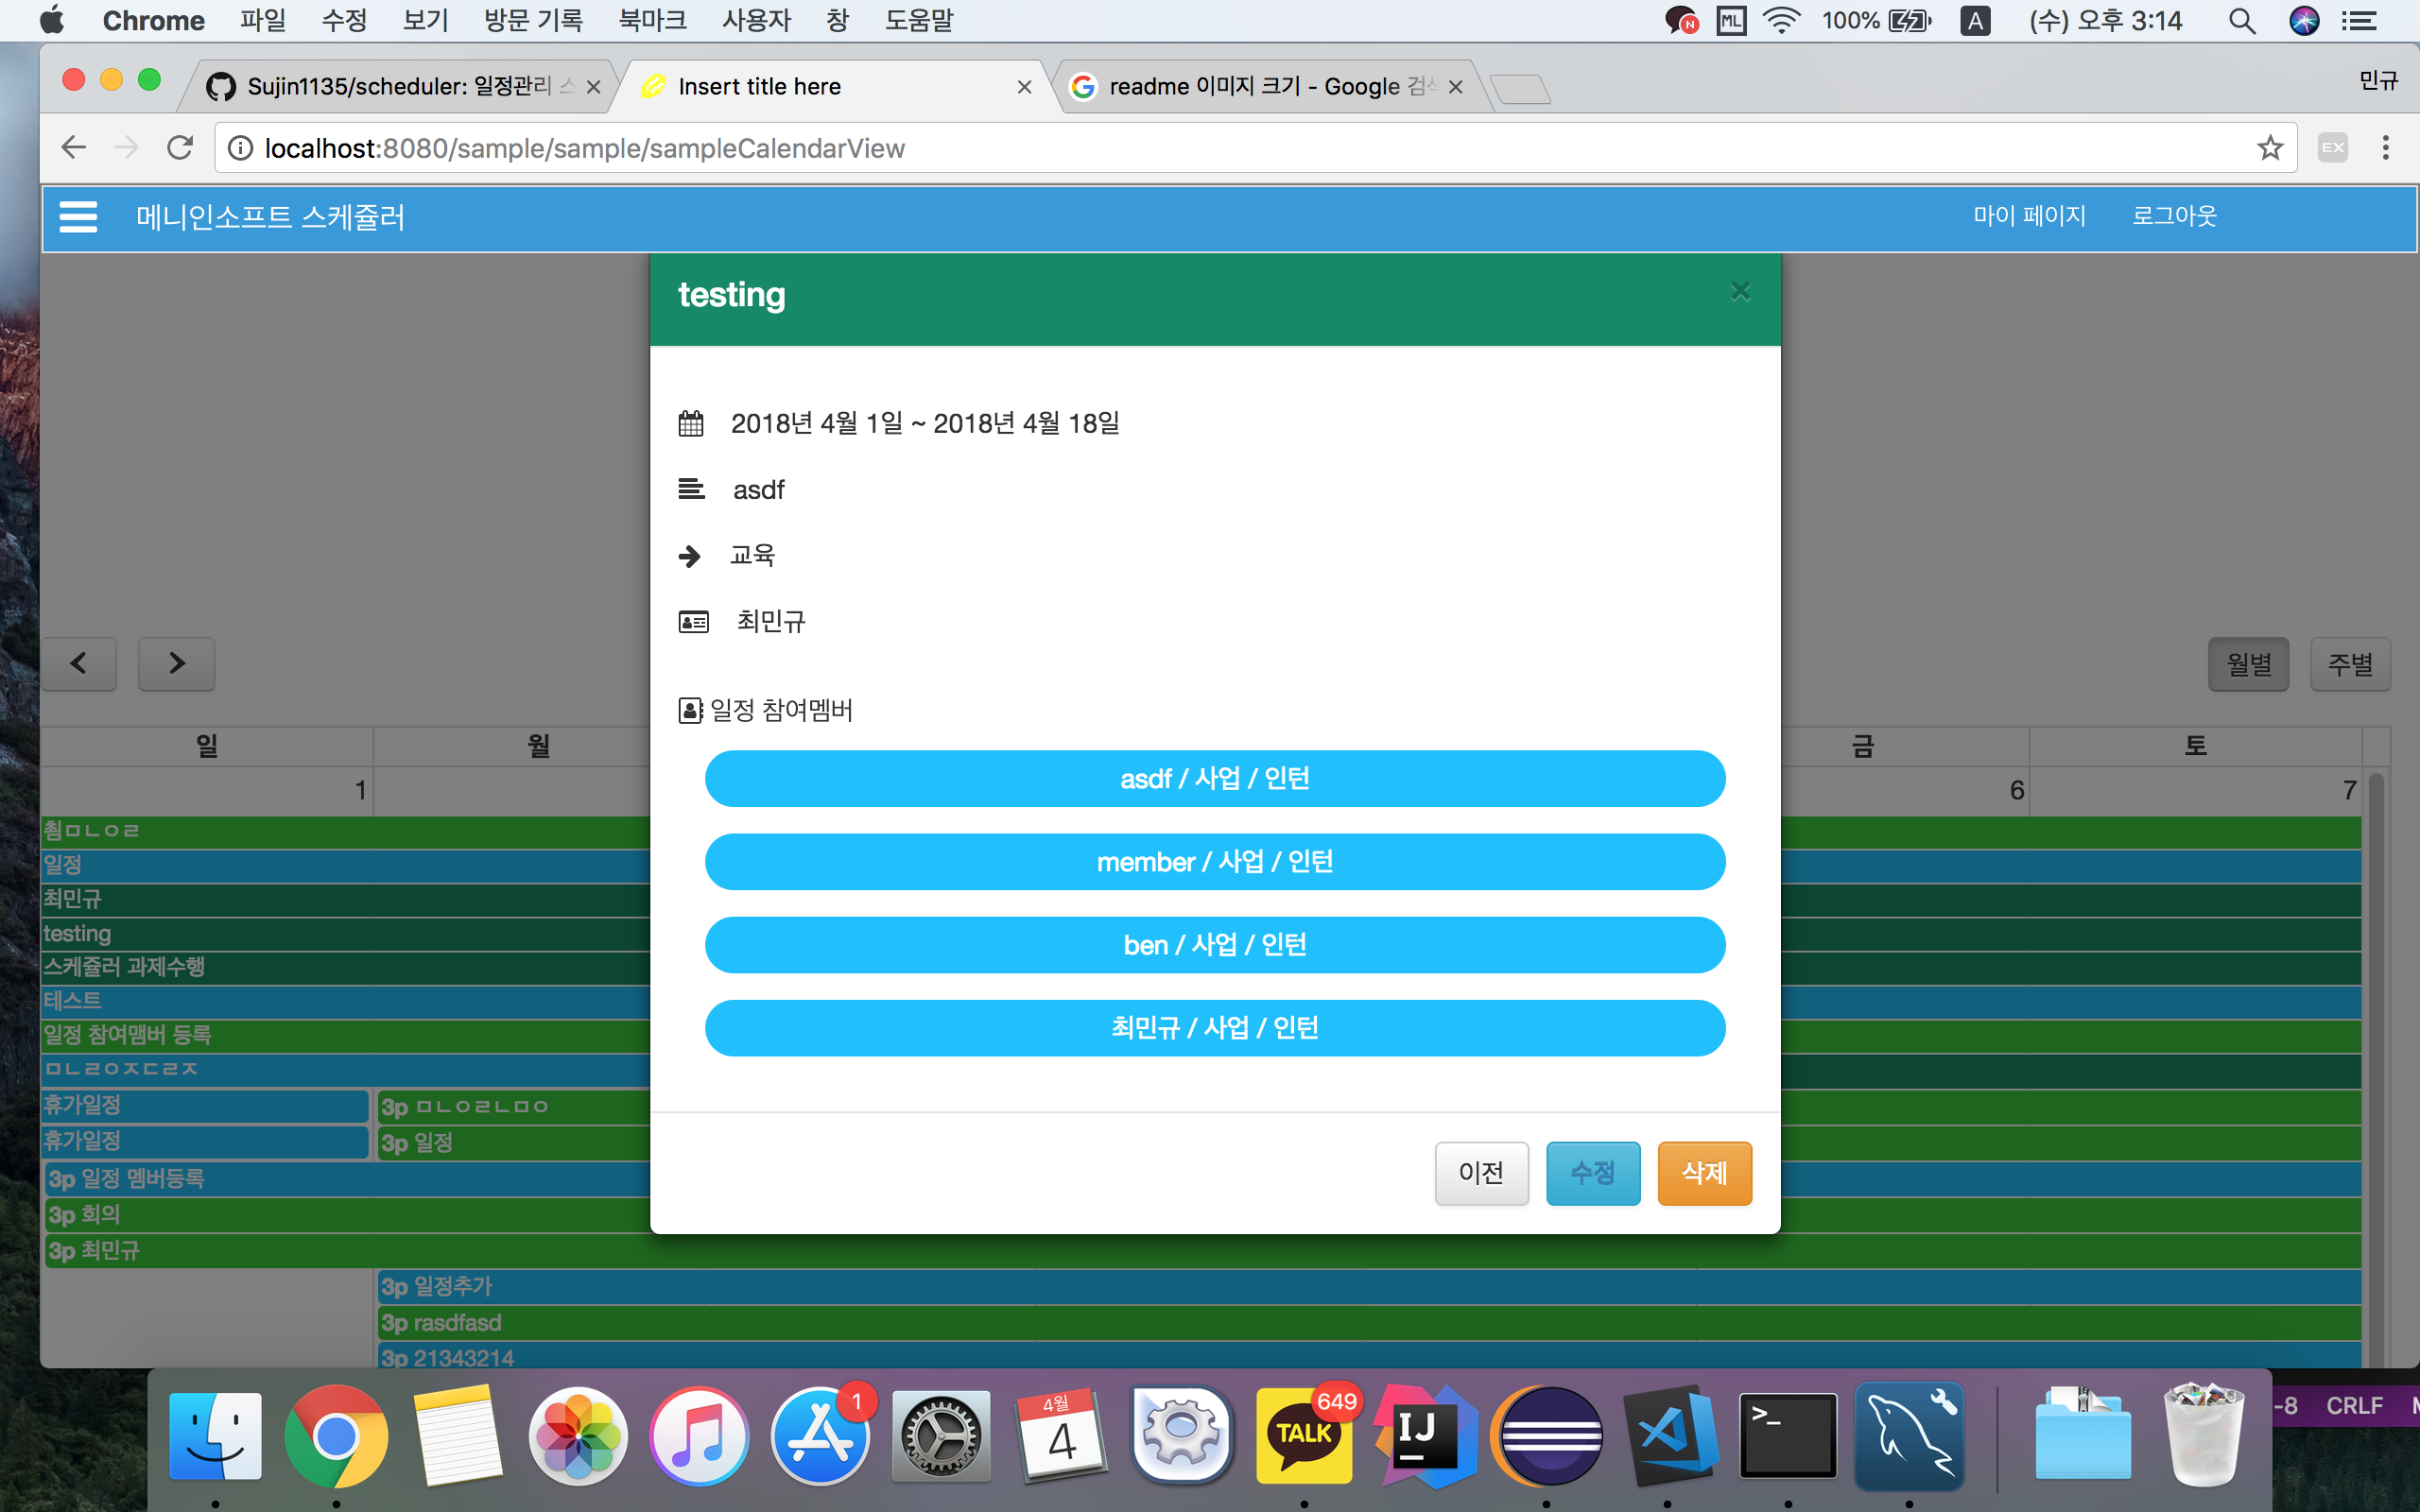 Chrome 파일 수정 보기 방문 기록 북마크 사용자 창 도움말 N ML 100% A (수) 오후 3:14
Sujin1135/scheduler: 일정관리
Insert title here
readme 이미지 크기 - Google 검색
민규
localhost:8080/sample/sample/sampleCalendarView
EX
메니인소프트 스케쥴러 마이 페이지 로그아웃
testing
×
2018년 4월 1일 ~ 2018년 4월 18일
asdf
교육
최민규
일정 참여멤버
asdf / 사업 / 인턴
member / 사업 / 인턴
ben / 사업 / 인턴
최민규 / 사업 / 인턴
이전 수정 삭제
월별 주별
일 월 금 토
1 6 7
최ㅁㄴㅇㄹ
일정
최민규
testing
스케쥴러 과제수행
테스트
일정 참여맴버 등록
ㅁㄴㄹㅇㅈㄷㄹㅈ
휴가일정 3p ㅁㄴㅇㄹㄴㅁㅇ
휴가일정 3p 일정
3p 일정 멤버등록
3p 회의
3p 최민규
3p 일정추가
3p rasdfasd
3p 21343214
1
4월
4
TALK
649
IJ
>_
-8 CRLF